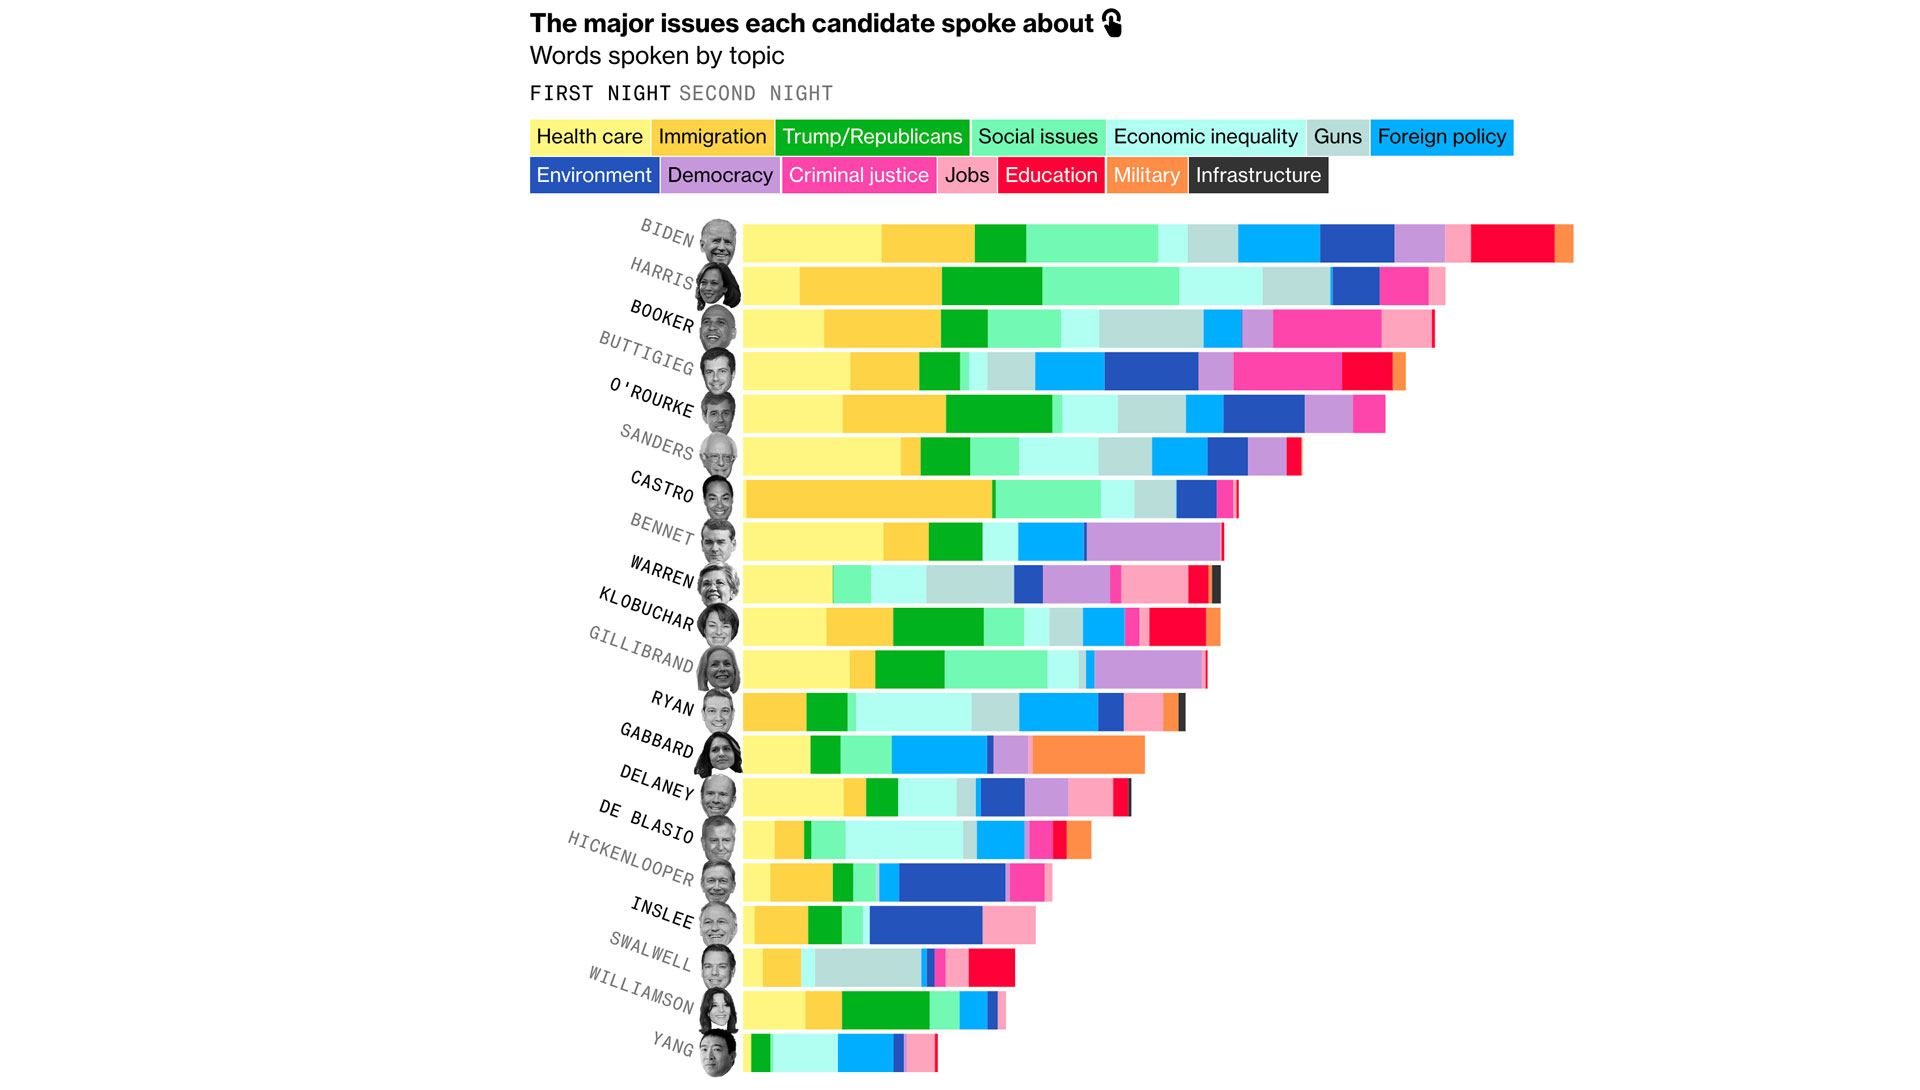 The major issues each candidate spoke about
Words spoken by topic
FIRST NIGHT SECOND NIGHT
Health care Immigration Trump/Republicans Social issues Economic inequality Guns Foreign policy
Environment Democracy Criminal justice Jobs Education Military Infrastructure
BIDEN
HARRIS
BOOKER
BUTTIGIEG
O'ROURKE
SANDERS
CASTRO
BENNET
WARREN
KLOBUCHAR
GILLIBRAND
RYAN
GABBARD
DELANEY
DE BLASIO
HICKENLOOPER
INSLEE
SWALWELL
WILLIAMSON
YANG